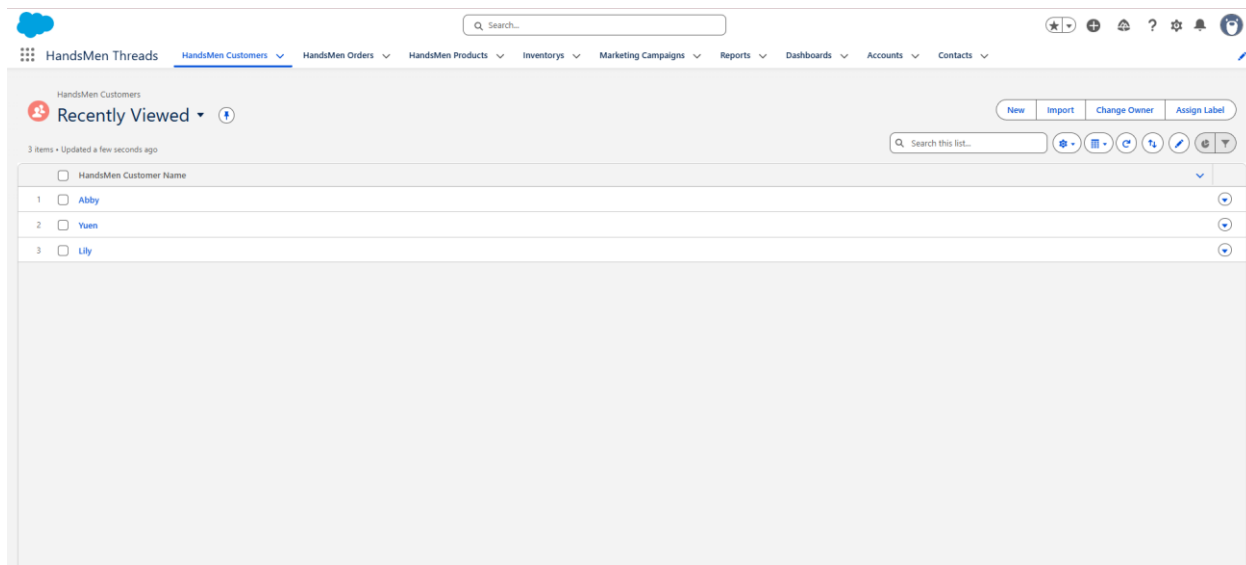 Search...
HandsMen Threads HandsMen Customers HandsMen Orders HandsMen Products Inventorys Marketing Campaigns Reports Dashboards Accounts Contacts
HandsMen Customers
Recently Viewed
New Import Change Owner Assign Label
3 items • Updated a few seconds ago
Search this list...
HandsMen Customer Name
1 Abby
2 Yuen
3 Lily